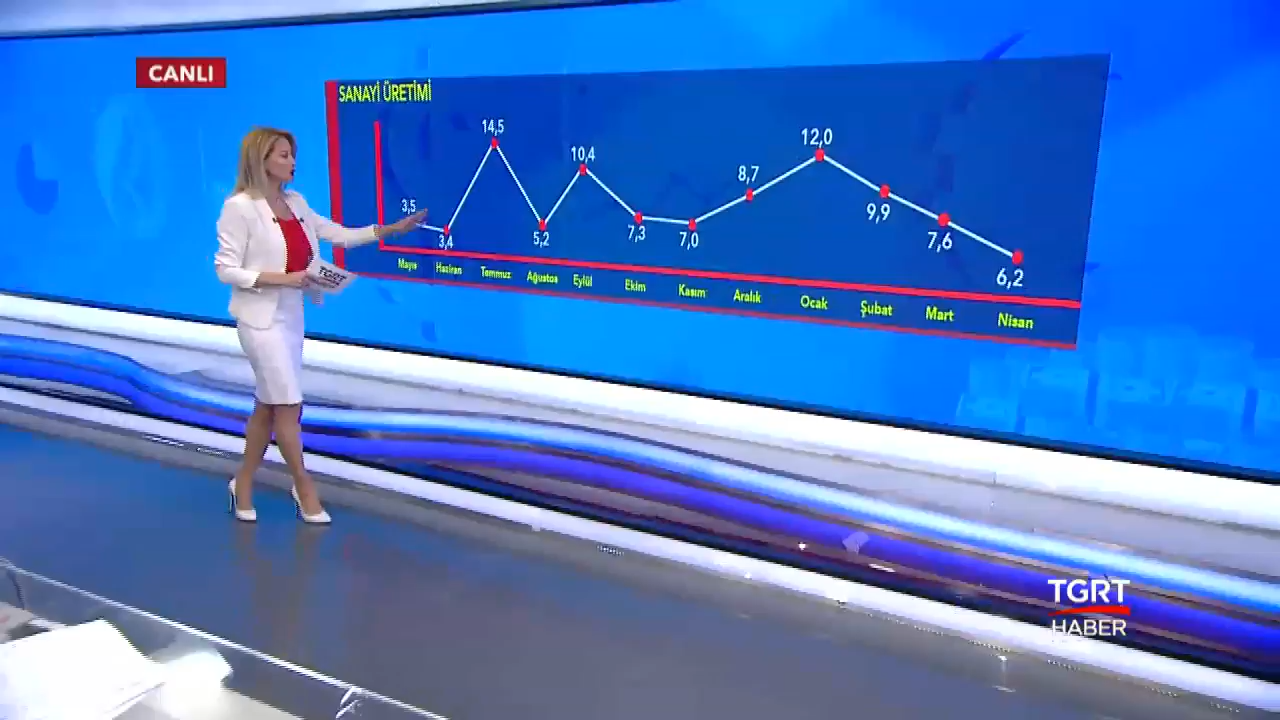 CANLI
SANAYİ ÜRETİMİ
3,5
3,4
14,5
5,2
10,4
7,3
7,0
8,7
12,0
9,9
7,6
6,2
Mayıs Haziran Temmuz Ağustos Eylül Ekim Kasım Aralık Ocak Şubat Mart Nisan
TGRT
TGRT
HABER